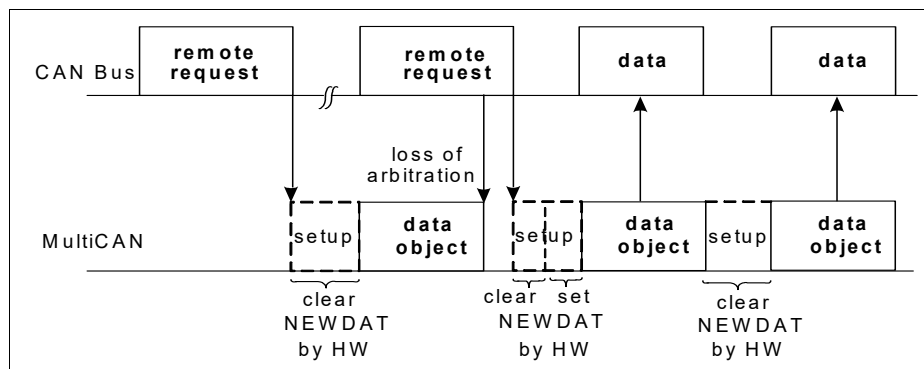 remote
request
remote
request
data
data
CAN Bus
loss of
arbitration
setup
data
object
setup
data
object
setup
data
object
MultiCAN
clear
NEWDAT
by HW
clear set
NEWDAT
by HW
clear
NEWDAT
by HW